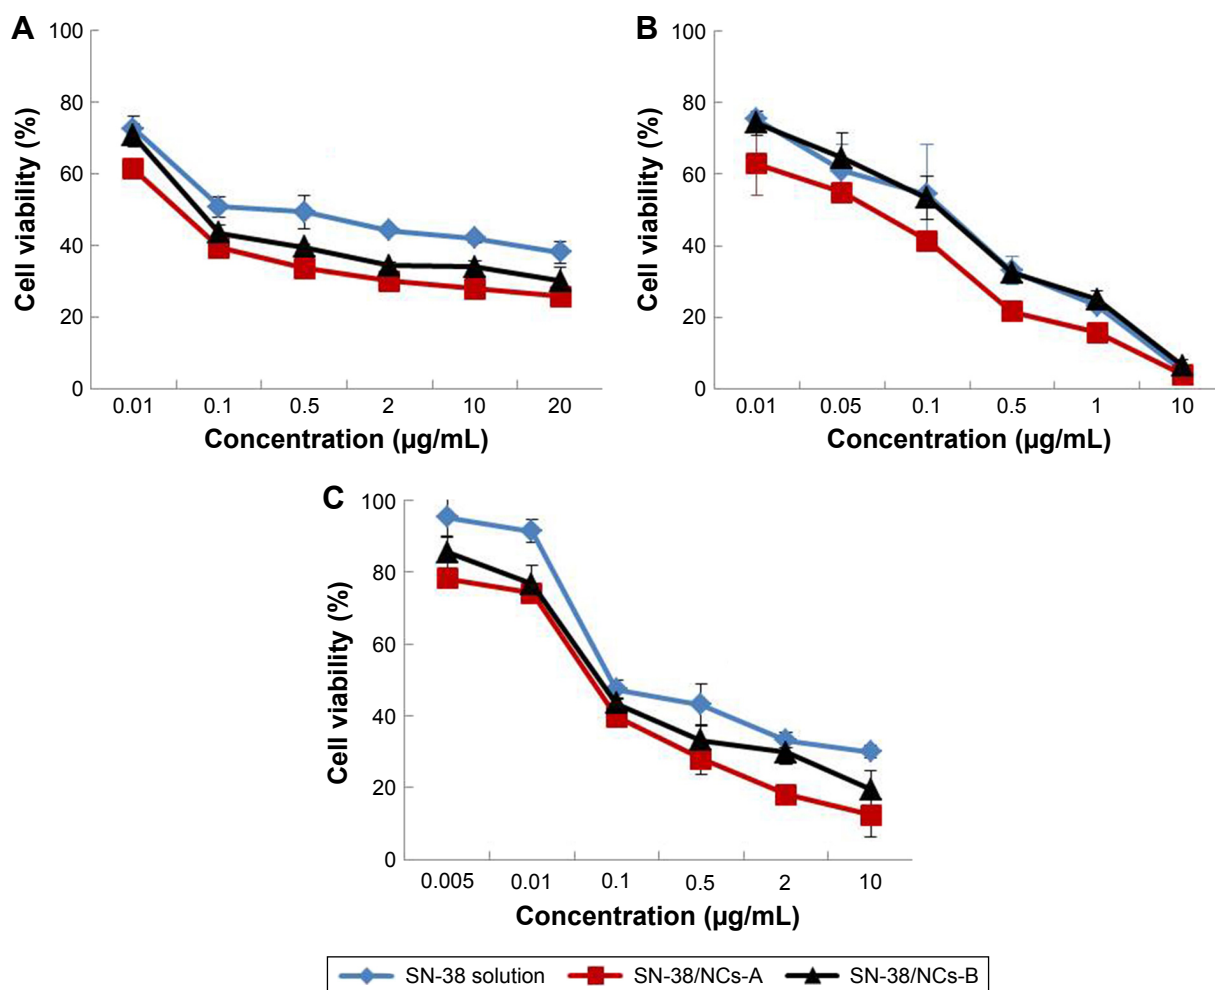 A
B
Cell viability (%)
100
80
60
40
20
0
0.01 0.1 0.5 2 10 20
Concentration (µg/mL)
Cell viability (%)
100
80
60
40
20
0
0.01 0.05 0.1 0.5 1 10
Concentration (µg/mL)
C
Cell viability (%)
100
80
60
40
20
0
0.005 0.01 0.1 0.5 2 10
Concentration (µg/mL)
SN-38 solution SN-38/NCs-A SN-38/NCs-B